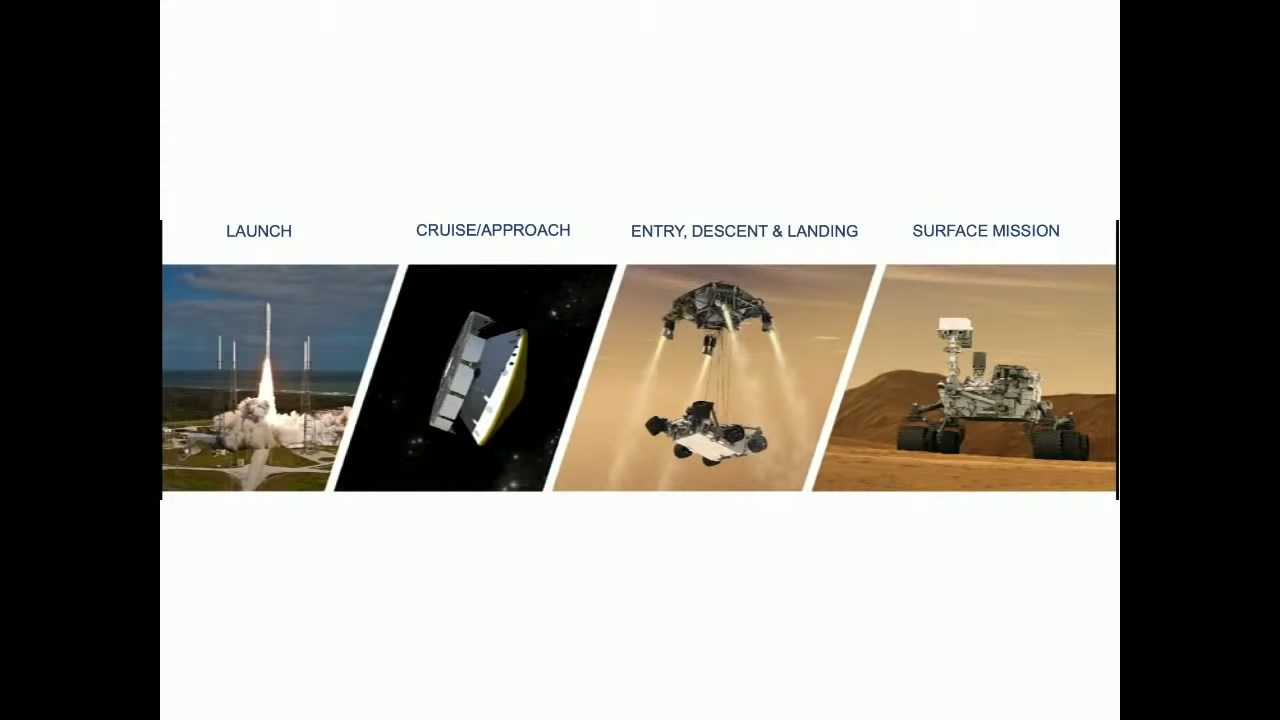 LAUNCH
CRUISE/APPROACH
ENTRY, DESCENT & LANDING
SURFACE MISSION